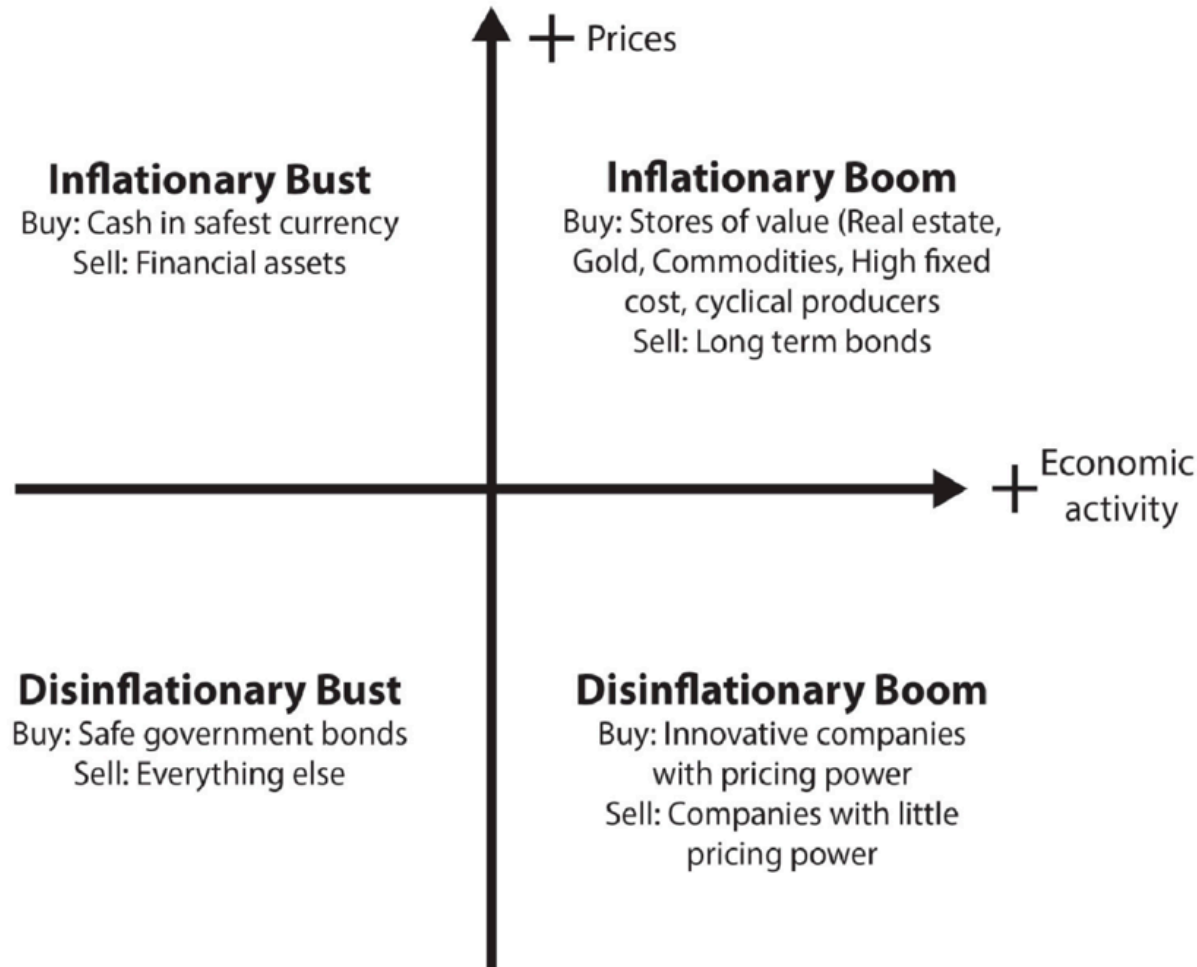 + Prices
Inflationary Bust
Buy: Cash in safest currency
Sell: Financial assets
Inflationary Boom
Buy: Stores of value (Real estate,
Gold, Commodities, High fixed
cost, cyclical producers
Sell: Long term bonds
+ Economic
activity
Disinflationary Bust
Buy: Safe government bonds
Sell: Everything else
Disinflationary Boom
Buy: Innovative companies
with pricing power
Sell: Companies with little
pricing power